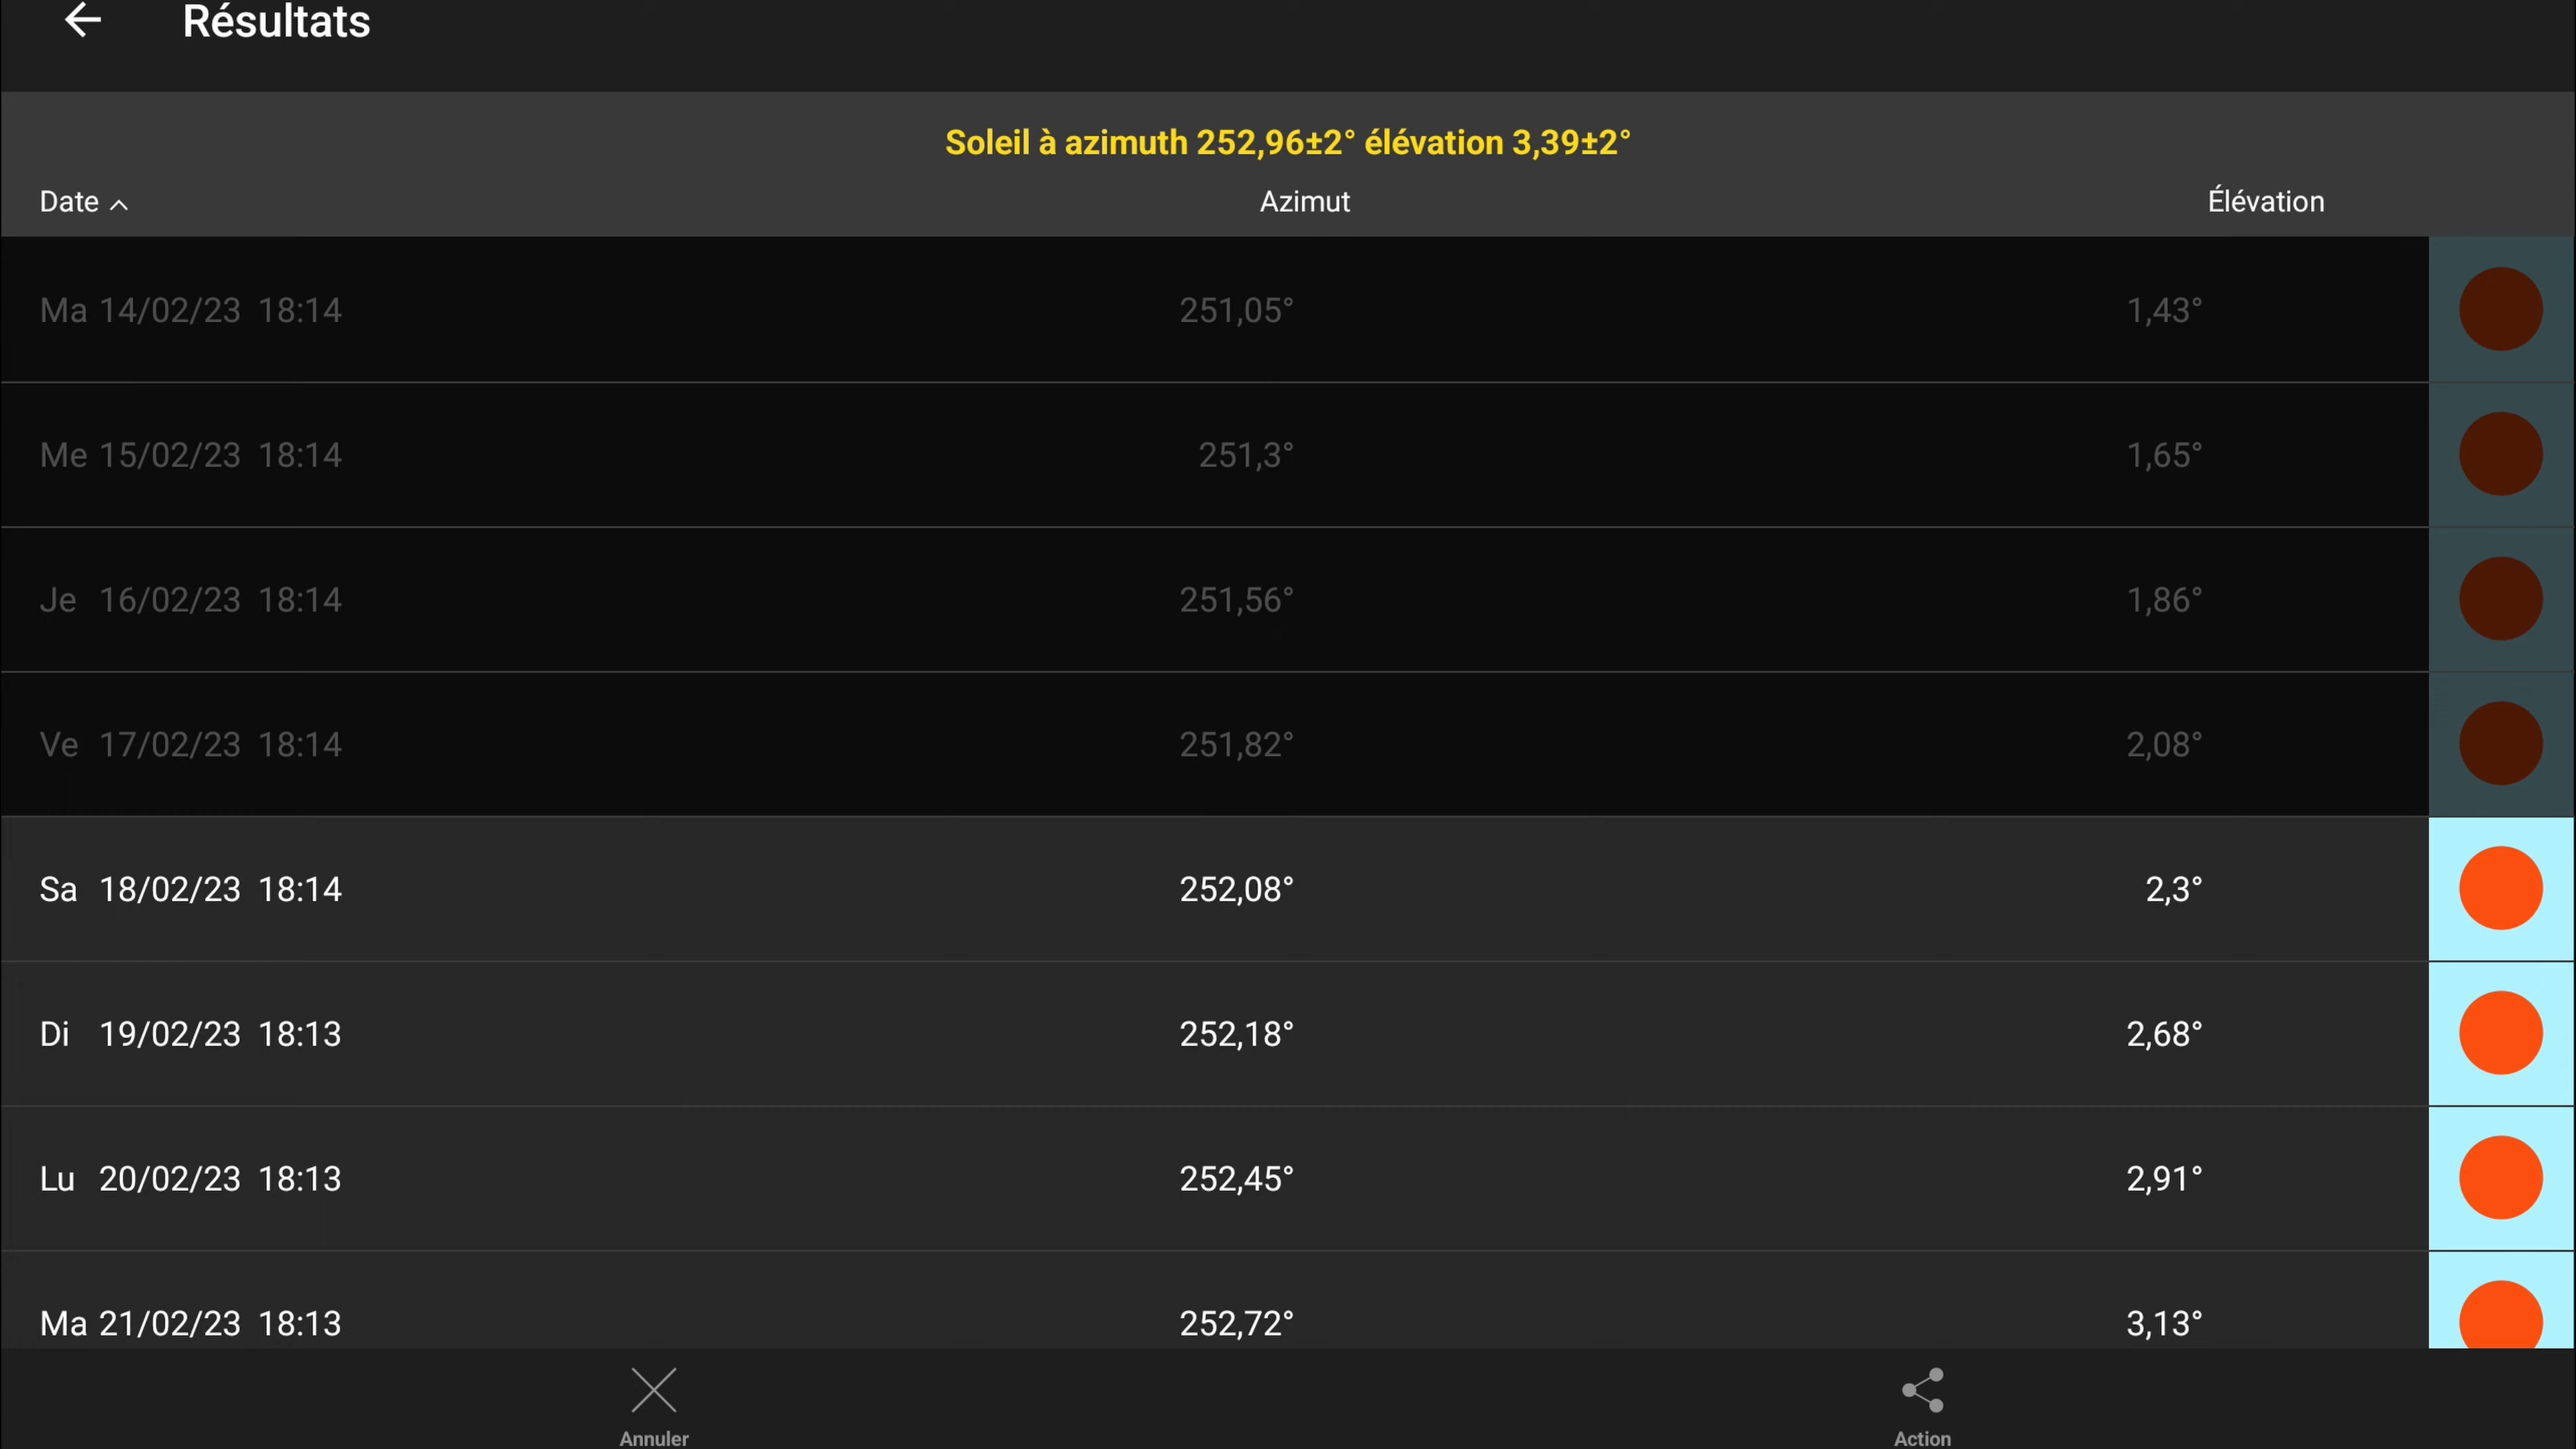 Résultats
Soleil à azimuth 252,96±2° élévation 3,39±2°
Date Azimut Élévation
Ma 14/02/23 18:14 251,05° 1,43°
Me 15/02/23 18:14 251,3° 1,65°
Je 16/02/23 18:14 251,56° 1,86°
Ve 17/02/23 18:14 251,82° 2,08°
Sa 18/02/23 18:14 252,08° 2,3°
Di 19/02/23 18:13 252,18° 2,68°
Lu 20/02/23 18:13 252,45° 2,91°
Ma 21/02/23 18:13 252,72° 3,13°
Annuler Action